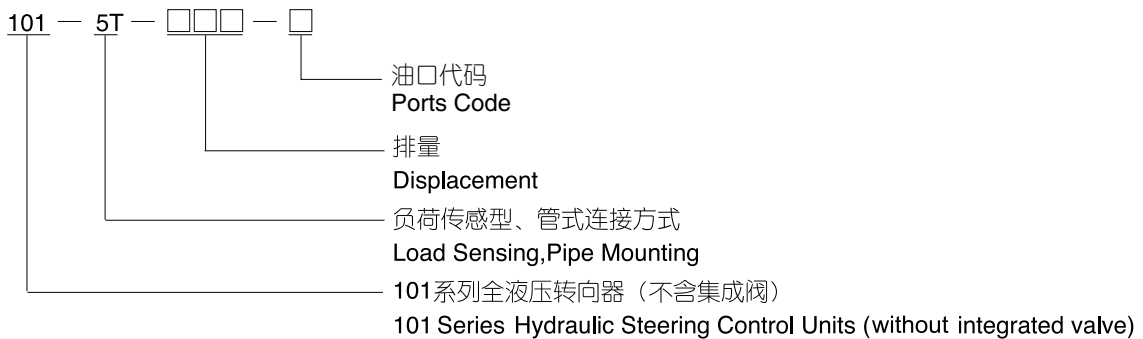 101 — 5T — □□□ — □
油口代码
Ports Code
排量
Displacement
负荷传感型、管式连接方式
Load Sensing,Pipe Mounting
101系列全液压转向器（不含集成阀）
101 Series Hydraulic Steering Control Units (without integrated valve)